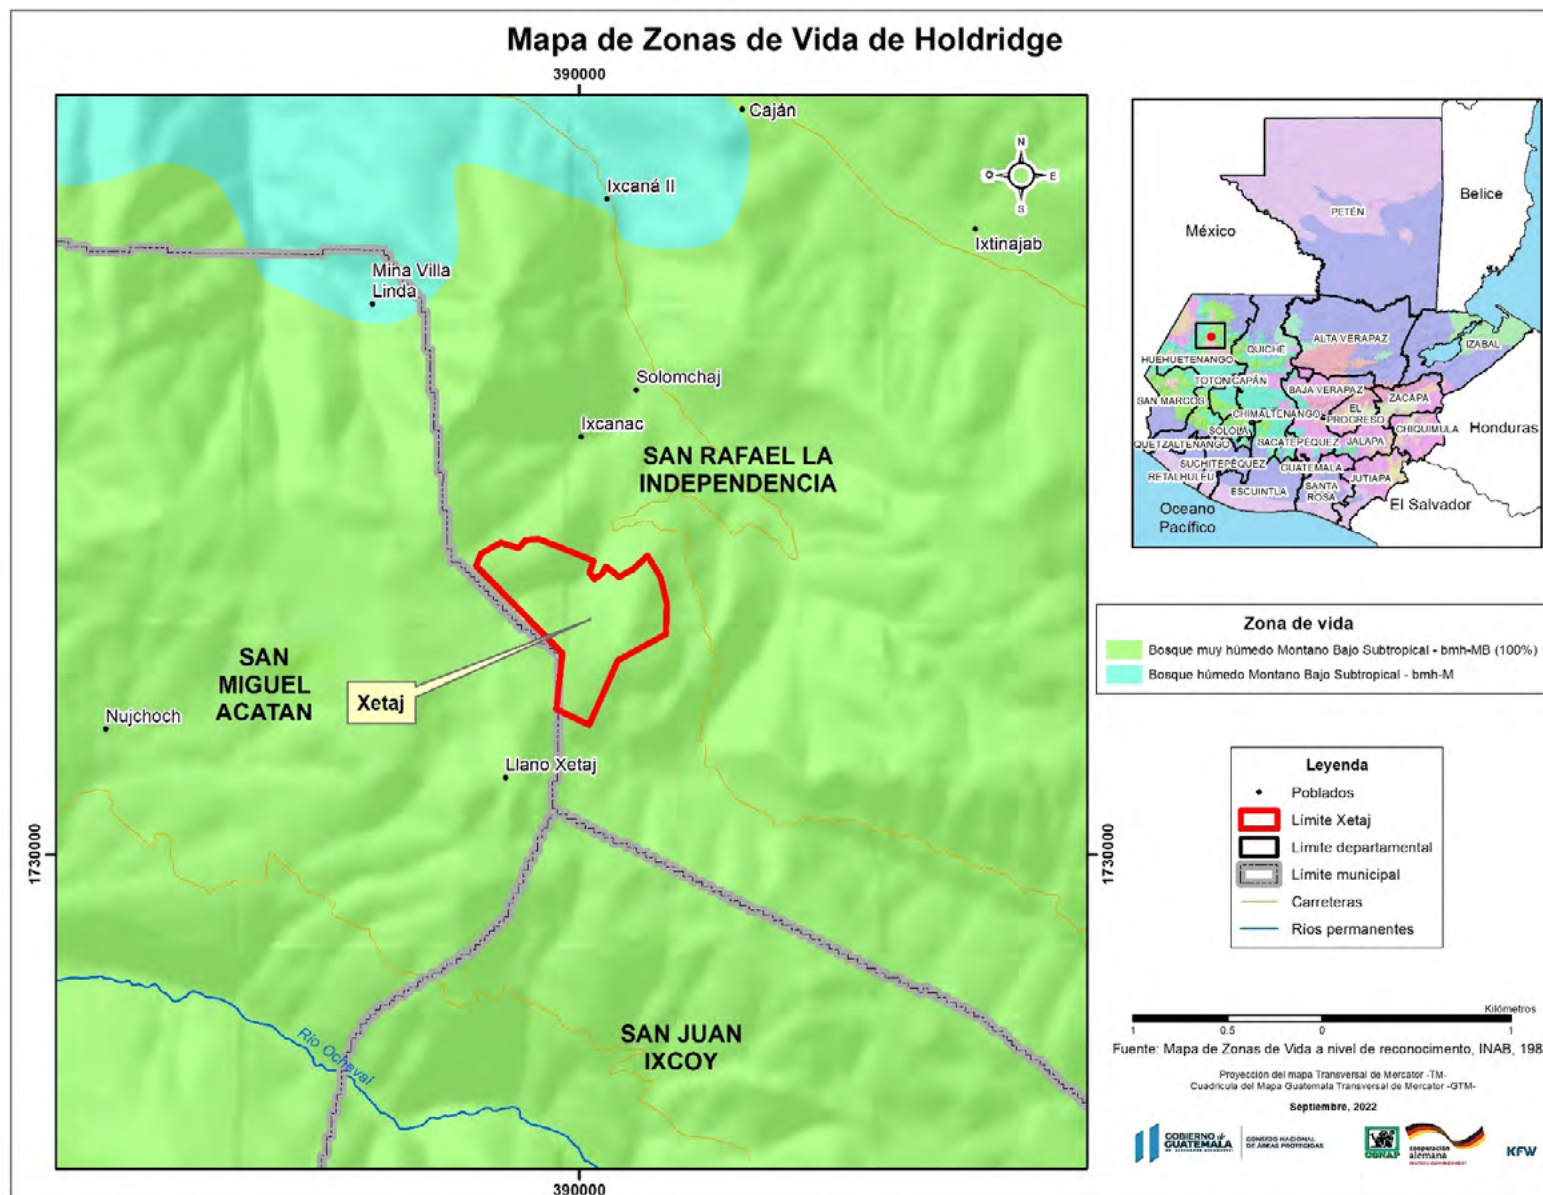 Mapa de Zonas de Vida de Holdridge
390000
Caján
Ixcaná II
Ixtinajab
Mina Villa
Linda
Solomchaj
Ixcanac
SAN RAFAEL LA
INDEPENDENCIA
SAN
MIGUEL
ACATAN
Xetaj
Nujchoch
Llano Xetaj
1730000
1730000
SAN JUAN
IXCOY
Río Ocheval
390000
N
O
E
S
México
Belice
PETÉN
HUEHUETENANGO
QUICHÉ
ALTA VERAPAZ
IZABAL
TOTONICAPÁN
BAJA VERAPAZ
ZACAPA
SAN MARCOS
CHIMALTENANGO
EL
PROGRESO
CHIQUIMULA
Honduras
SOLOLÁ
QUETZALTENANGO
SACATEPÉQUEZ
JALAPA
SUCHITEPÉQUEZ
GUATEMALA
RETALHULEU
JUTIAPA
ESCUINTLA
SANTA
ROSA
El Salvador
Oceano
Pacífico
Zona de vida
Bosque muy húmedo Montano Bajo Subtropical - bmh-MB (100%)
Bosque húmedo Montano Bajo Subtropical - bmh-M
Leyenda
Poblados
Límite Xetaj
Límite departamental
Límite municipal
Carreteras
Ríos permanentes
Kilómetros
1 0.5 0 1
Fuente: Mapa de Zonas de Vida a nivel de reconocimento, INAB, 198
Proyección del mapa Transversal de Mercator -TM-
Cuadrícula del Mapa Guatemala Transversal de Mercator -GTM-
Septiembre, 2022
GOBIERNO de
GUATEMALA
CONSEJO NACIONAL
DE ÁREAS PROTEGIDAS
CONAP
cooperación
alemana
KFW